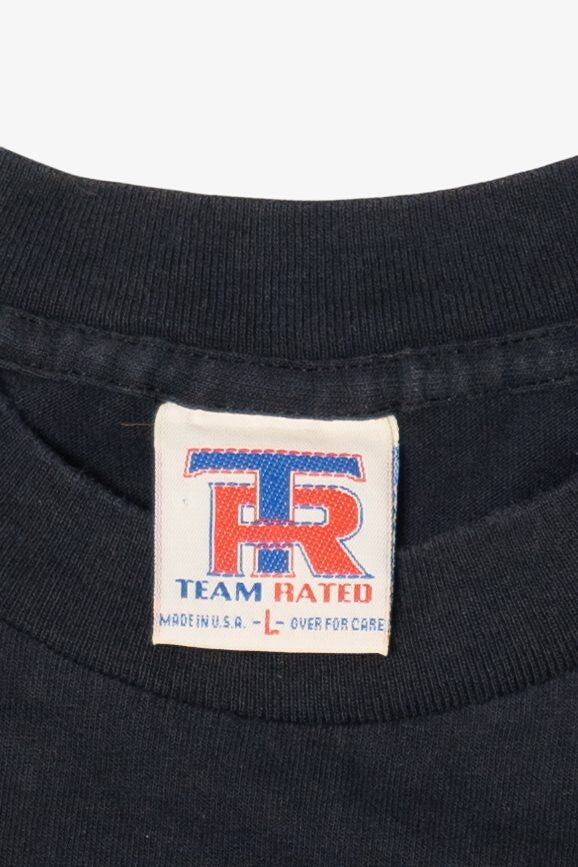 TR
TEAM RATED
MADE IN U.S.A. -L- OVER FOR CARE